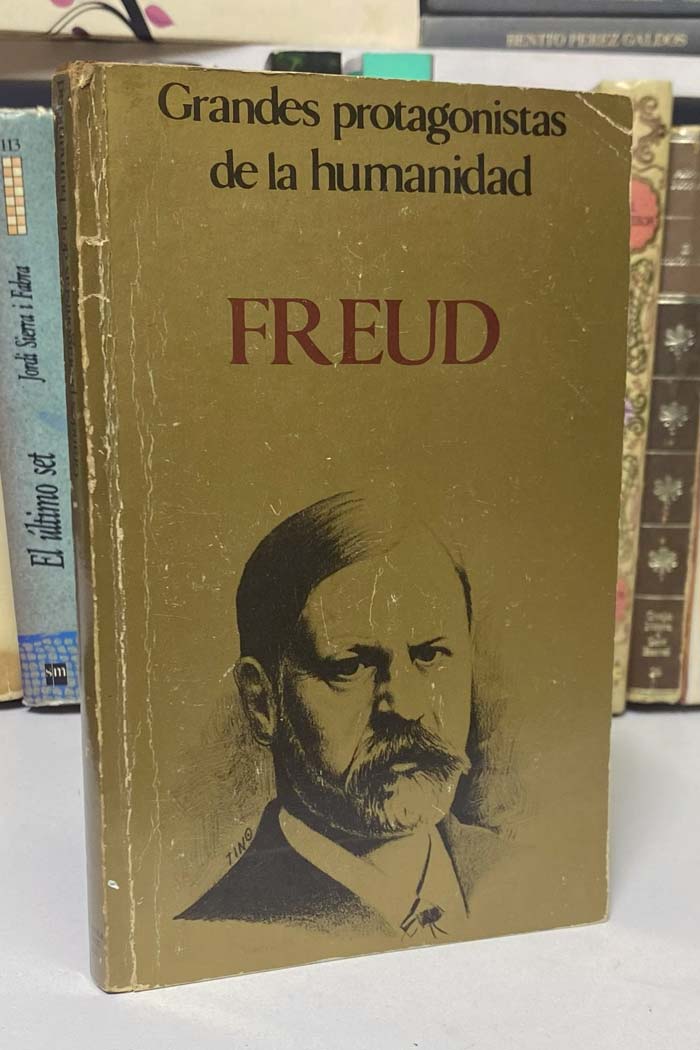 BENITO PEREZ GALDOS
Grandes protagonistas
de la humanidad
FREUD
TINO
113
Jordi Sierra i Fabra
El último set
sm